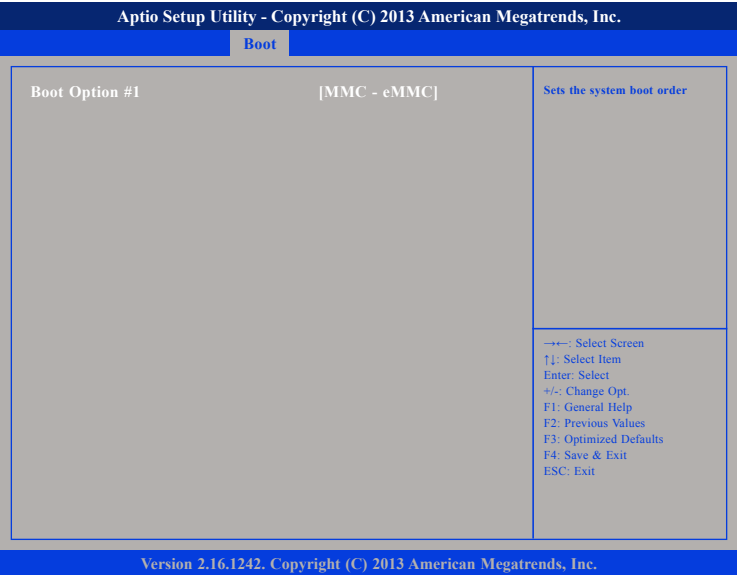 Aptio Setup Utility - Copyright (C) 2013 American Megatrends, Inc.
Boot
Boot Option #1 [MMC - eMMC]
Sets the system boot order
→←: Select Screen
↑↓: Select Item
Enter: Select
+/-: Change Opt.
F1: General Help
F2: Previous Values
F3: Optimized Defaults
F4: Save & Exit
ESC: Exit
Version 2.16.1242. Copyright (C) 2013 American Megatrends, Inc.